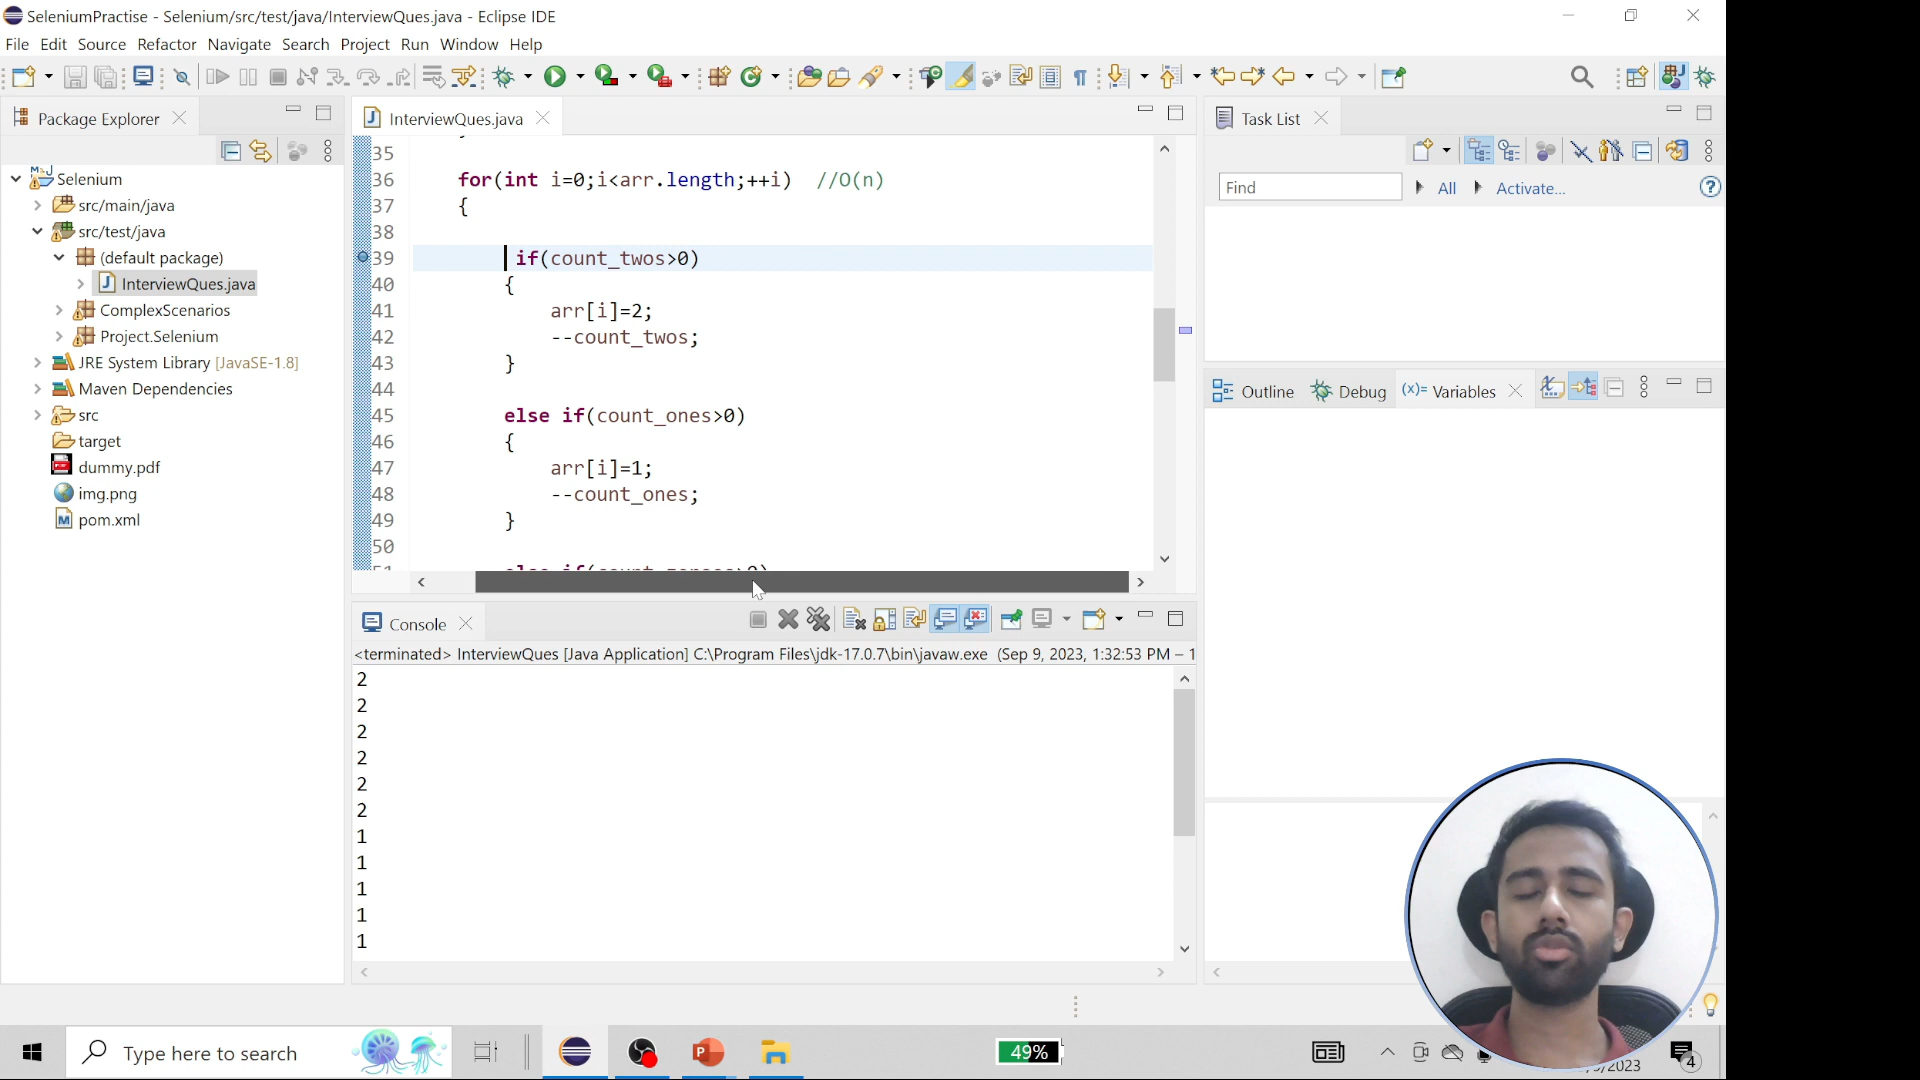 SeleniumPractise - Selenium/src/test/java/InterviewQues.java - Eclipse IDE
File Edit Source Refactor Navigate Search Project Run Window Help
Package Explorer
Selenium
src/main/java
src/test/java
(default package)
InterviewQues.java
ComplexScenarios
Project.Selenium
JRE System Library [JavaSE-1.8]
Maven Dependencies
src
target
dummy.pdf
img.png
pom.xml
InterviewQues.java
35
36 for(int i=0;i<arr.length;++i) //O(n)
37 {
38
39 if(count_twos>0)
40 {
41 arr[i]=2;
42 --count_twos;
43 }
44
45 else if(count_ones>0)
46 {
47 arr[i]=1;
48 --count_ones;
49 }
50
Console
<terminated> InterviewQues [Java Application] C:\Program Files\jdk-17.0.7\bin\javaw.exe (Sep 9, 2023, 1:32:53 PM – 1
2
2
2
2
2
2
1
1
1
1
1
Task List
Find All Activate...
Outline Debug (x)= Variables
Type here to search
49%
4